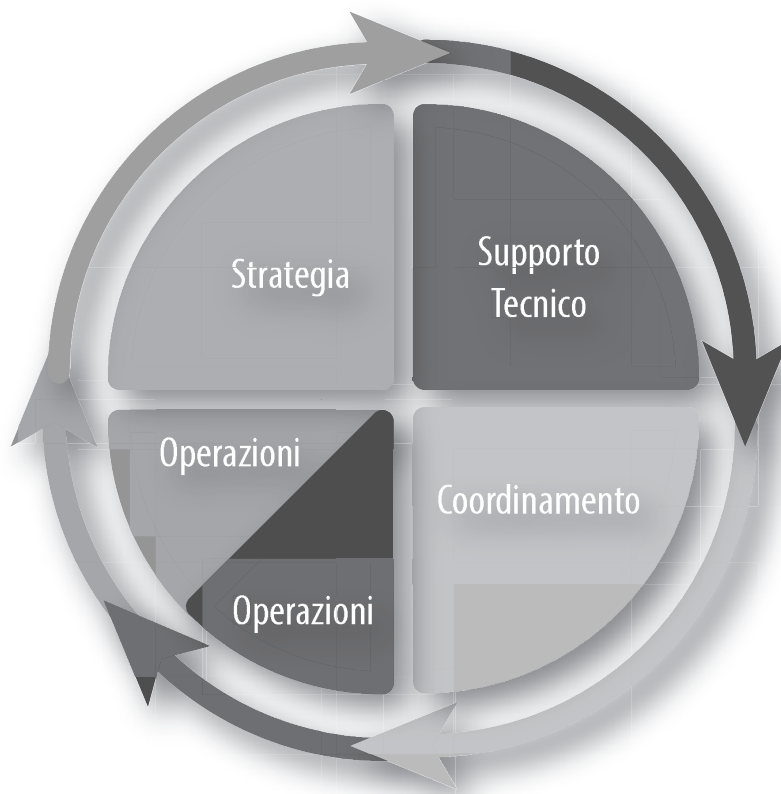 Strategia
Supporto
Tecnico
Operazioni
Coordinamento
Operazioni